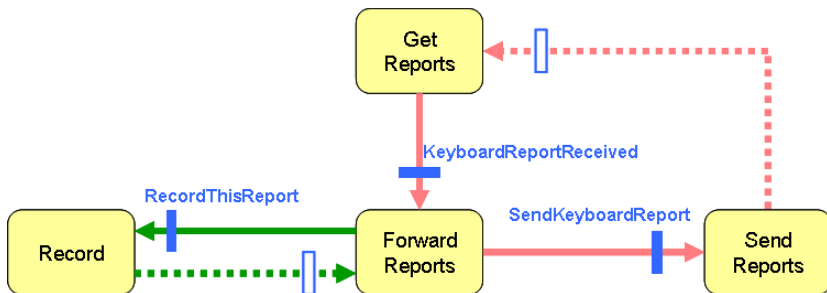 Get
Reports
KeyboardReportReceived
RecordThisReport
SendKeyboardReport
Record
Forward
Reports
Send
Reports